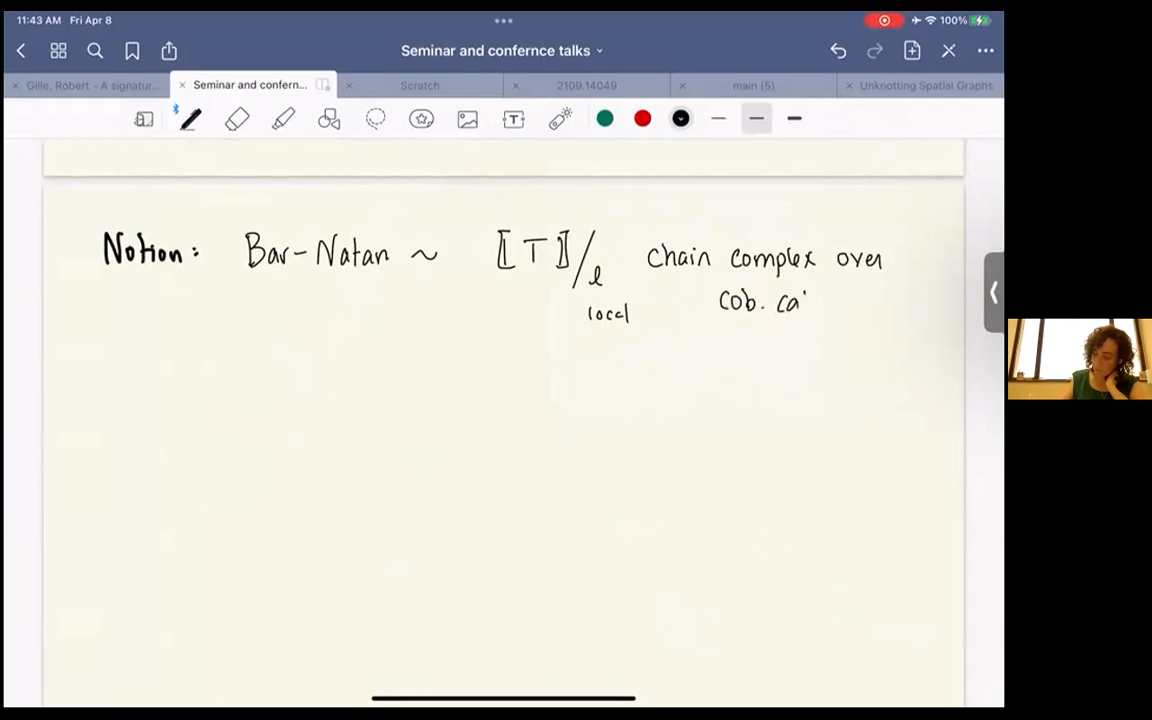 11:43 AM Fri Apr 8
100%
Seminar and confernce talks
Gille, Robert - A signatur...
Seminar and confern...
Scratch
2109.14049
main (5)
Unknotting Spatial Graphs
Notion: Bar-Natan ~ ⟦T⟧/ℓ chain complex over
local cob. ca